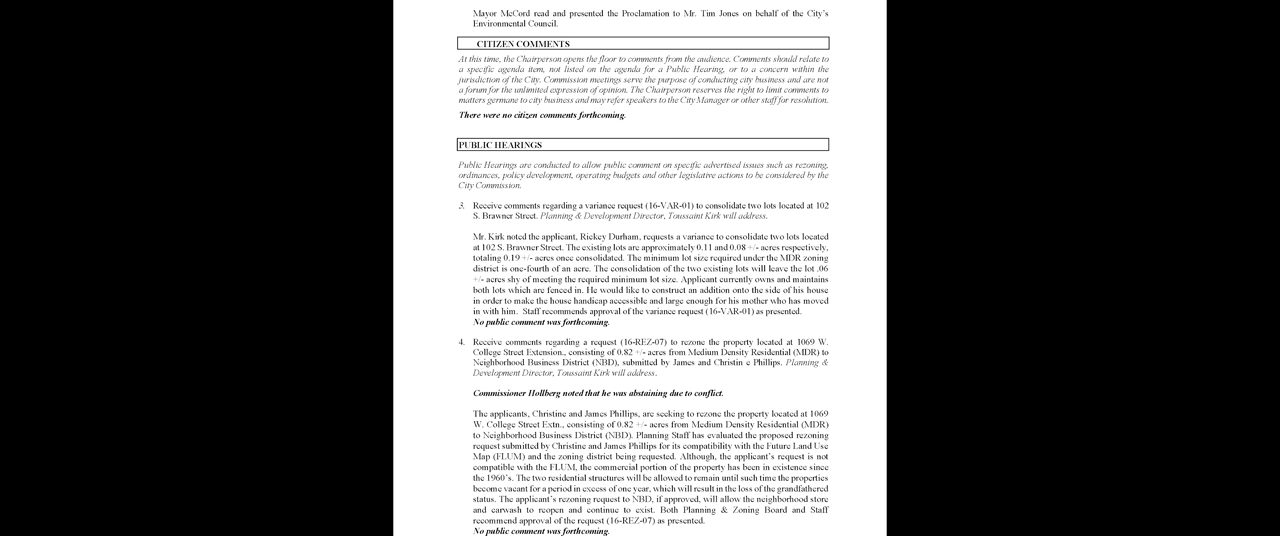 Mayor McCord read and presented the Proclamation to Mr. Tim Jones on behalf of the City's
Environmental Council.
CITIZEN COMMENTS
At this time, the Chairperson opens the floor to comments from the audience. Comments should relate to
a specific agenda item, not listed on the agenda for a Public Hearing, or to a concern within the
jurisdiction of the City. Commission meetings serve the purpose of conducting city business and are not
a forum for the unlimited expression of opinion. The Chairperson reserves the right to limit comments to
matters germane to city business and may refer speakers to the City Manager or other staff for resolution.
There were no citizen comments forthcoming.
PUBLIC HEARINGS
Public Hearings are conducted to allow public comment on specific advertised issues such as rezoning,
ordinances, policy development, operating budgets and other legislative actions to be considered by the
City Commission.
3. Receive comments regarding a variance request (16-VAR-01) to consolidate two lots located at 102
S. Brawner Street. Planning & Development Director, Toussaint Kirk will address.
Mr. Kirk noted the applicant, Rickey Durham, requests a variance to consolidate two lots located
at 102 S. Brawner Street. The existing lots are approximately 0.11 and 0.08 +/- acres respectively,
totaling 0.19 +/- acres once consolidated. The minimum lot size required under the MDR zoning
district is one-fourth of an acre. The consolidation of the two existing lots will leave the lot .06
+/- acres shy of meeting the required minimum lot size. Applicant currently owns and maintains
both lots which are fenced in. He would like to construct an addition onto the side of his house
in order to make the house handicap accessible and large enough for his mother who has moved
in with him. Staff recommends approval of the variance request (16-VAR-01) as presented.
No public comment was forthcoming.
4. Receive comments regarding a request (16-REZ-07) to rezone the property located at 1069 W.
College Street Extension., consisting of 0.82 +/- acres from Medium Density Residential (MDR) to
Neighborhood Business District (NBD), submitted by James and Christin e Phillips. Planning &
Development Director, Toussaint Kirk will address.
Commissioner Hollberg noted that he was abstaining due to conflict.
The applicants, Christine and James Phillips, are seeking to rezone the property located at 1069
W. College Street Extn., consisting of 0.82 +/- acres from Medium Density Residential (MDR)
to Neighborhood Business District (NBD). Planning Staff has evaluated the proposed rezoning
request submitted by Christine and James Phillips for its compatibility with the Future Land Use
Map (FLUM) and the zoning district being requested. Although, the applicant's request is not
compatible with the FLUM, the commercial portion of the property has been in existence since
the 1960's. The two residential structures will be allowed to remain until such time the properties
become vacant for a period in excess of one year, which will result in the loss of the grandfathered
status. The applicant's rezoning request to NBD, if approved, will allow the neighborhood store
and carwash to reopen and continue to exist. Both Planning & Zoning Board and Staff
recommend approval of the request (16-REZ-07) as presented.
No public comment was forthcoming.